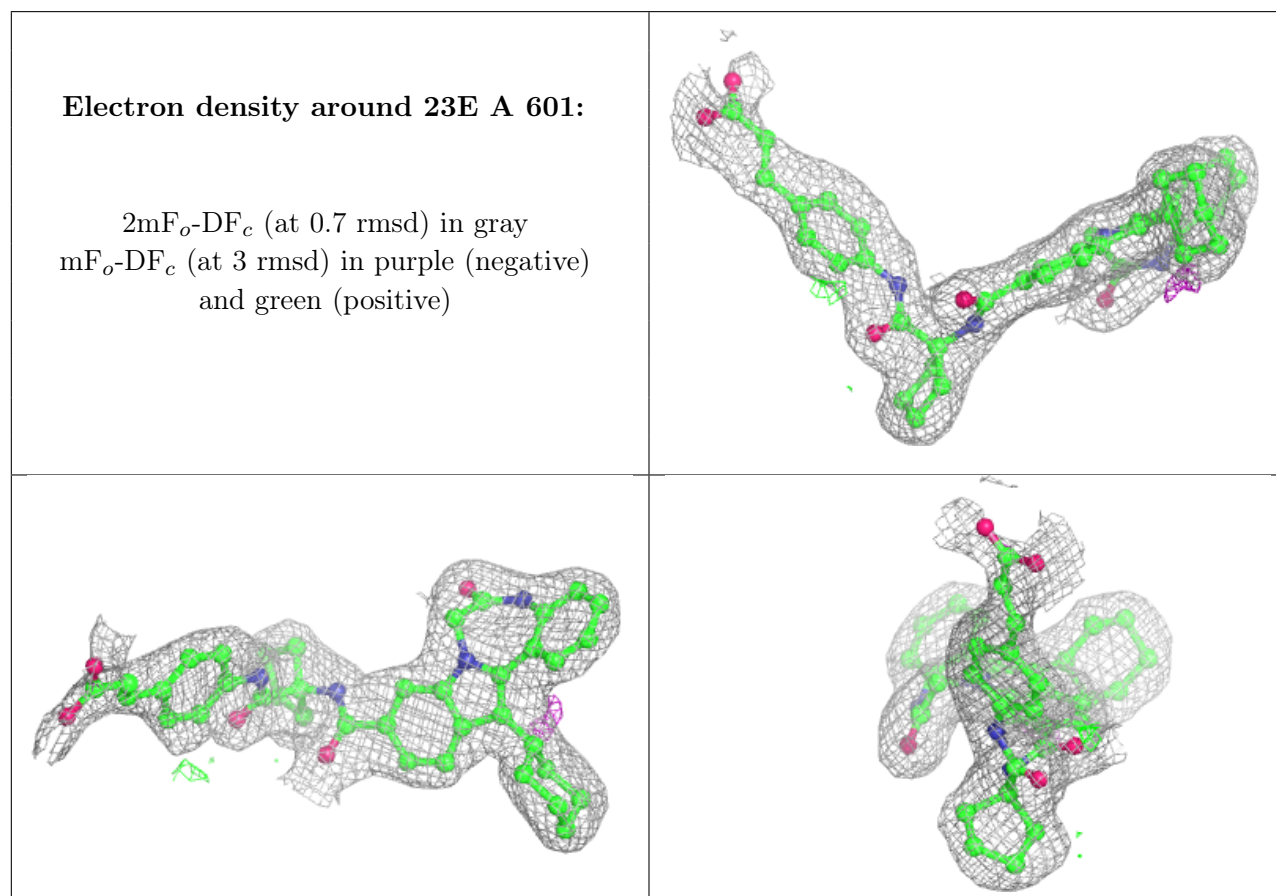 Electron density around 23E A 601:
2mFo-DFc (at 0.7 rmsd) in gray
mFo-DFc (at 3 rmsd) in purple (negative)
and green (positive)